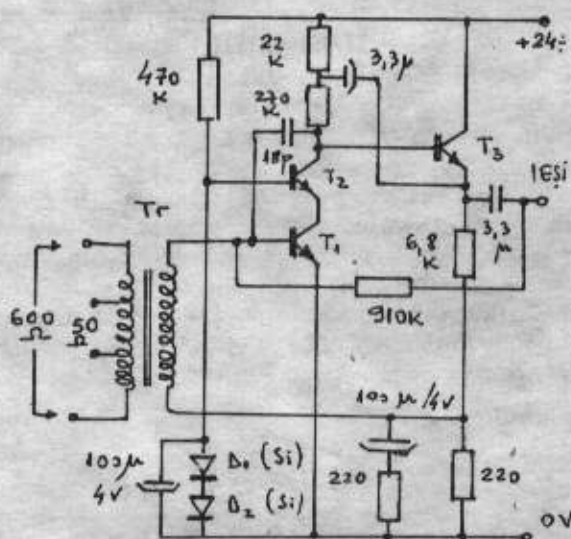 22
K
3,3μ
+24÷
470
K
270
K
18p
T₂
T₃
IEŞI
Tr
T₁
6,8
K
3,3
μ
600
Ω
50
Ω
910K
100μ/4V
100μ
4V
D₁ (Si)
D₂ (Si)
220
220
0V